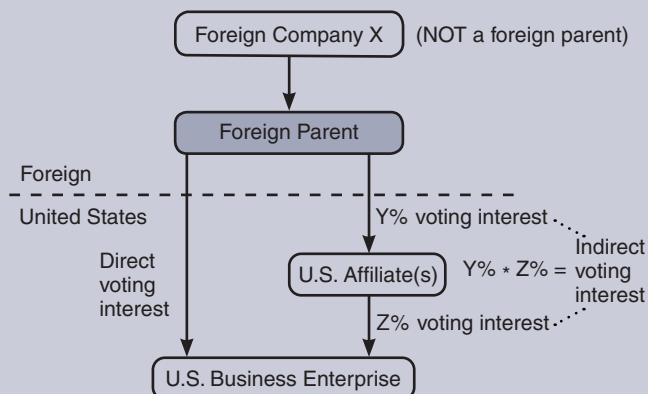 Foreign Company X (NOT a foreign parent)
Foreign Parent
Foreign
United States
Direct
voting
interest
Y% voting interest
U.S. Affiliate(s)
Y% * Z% =
Indirect
voting
interest
Z% voting interest
U.S. Business Enterprise